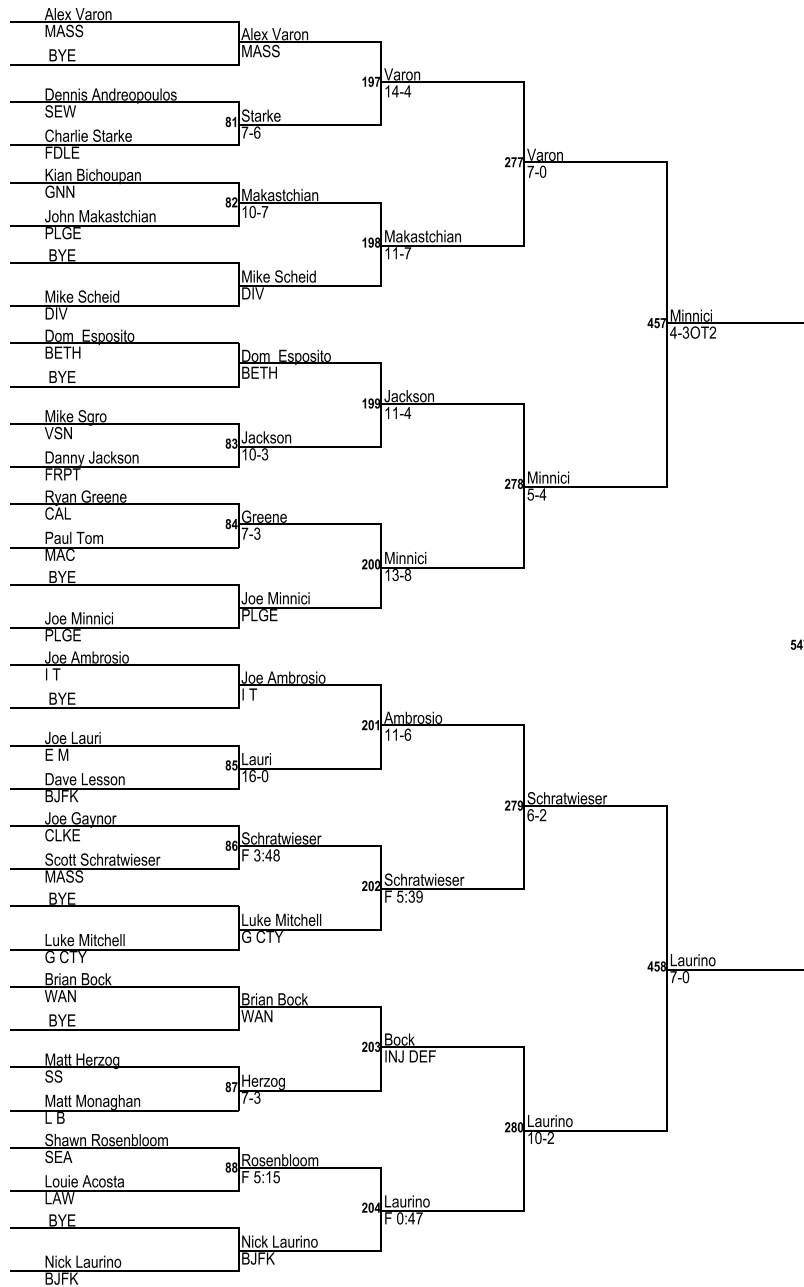 Alex Varon
MASS
BYE
Dennis Andreopoulos
SEW
Charlie Starke
FDLE
Kian Bichoupan
GNN
John Makastchian
PLGE
BYE
Mike Scheid
DIV
Dom Esposito
BETH
BYE
Mike Sgro
VSN
Danny Jackson
FRPT
Ryan Greene
CAL
Paul Tom
MAC
BYE
Joe Minnici
PLGE
Joe Ambrosio
I T
BYE
Joe Lauri
E M
Dave Lesson
BJFK
Joe Gaynor
CLKE
Scott Schratwieser
MASS
BYE
Luke Mitchell
G CTY
Brian Bock
WAN
BYE
Matt Herzog
SS
Matt Monaghan
L B
Shawn Rosenbloom
SEA
Louie Acosta
LAW
BYE
Nick Laurino
BJFK
Alex Varon
MASS
81 Starke
7-6
82 Makastchian
10-7
Mike Scheid
DIV
Dom Esposito
BETH
83 Jackson
10-3
84 Greene
7-3
Joe Minnici
PLGE
Joe Ambrosio
I T
85 Lauri
16-0
86 Schratwieser
F 3:48
Luke Mitchell
G CTY
Brian Bock
WAN
87 Herzog
7-3
88 Rosenbloom
F 5:15
Nick Laurino
BJFK
197 Varon
14-4
198 Makastchian
11-7
199 Jackson
11-4
200 Minnici
13-8
201 Ambrosio
11-6
202 Schratwieser
F 5:39
203 Bock
INJ DEF
204 Laurino
F 0:47
277 Varon
7-0
278 Minnici
5-4
279 Schratwieser
6-2
280 Laurino
10-2
457 Minnici
4-3OT2
458 Laurino
7-0